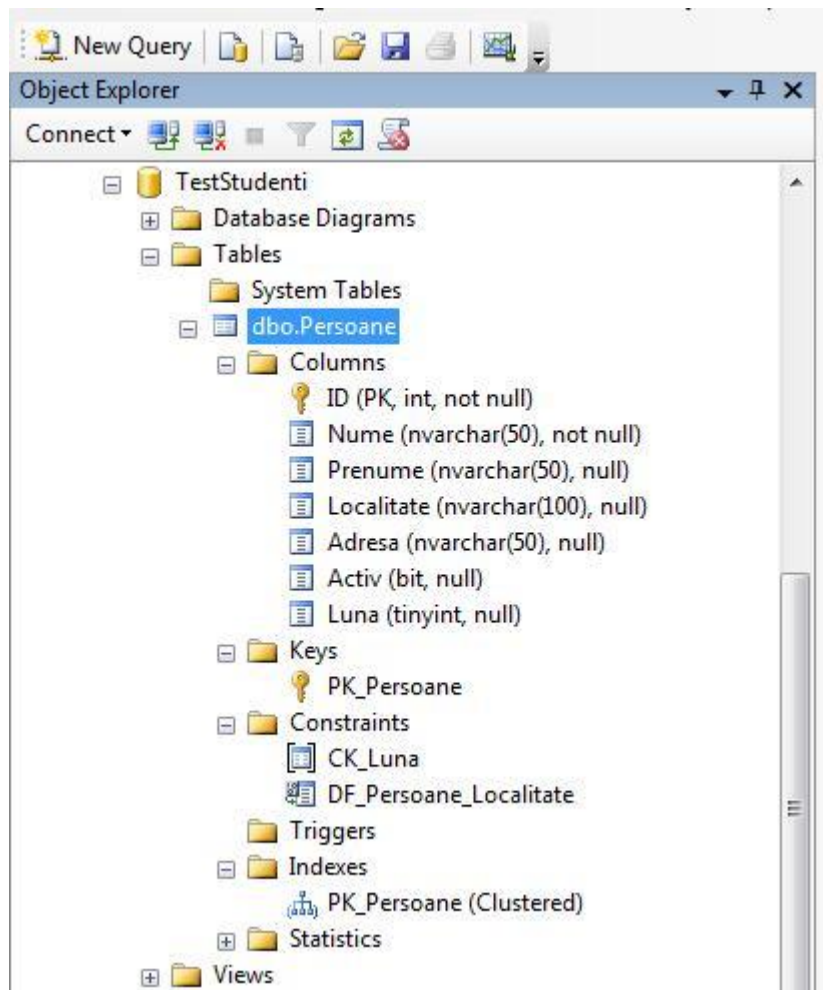 New Query
Object Explorer
Connect
TestStudenti
Database Diagrams
Tables
System Tables
dbo.Persoane
Columns
ID (PK, int, not null)
Nume (nvarchar(50), not null)
Prenume (nvarchar(50), null)
Localitate (nvarchar(100), null)
Adresa (nvarchar(50), null)
Activ (bit, null)
Luna (tinyint, null)
Keys
PK_Persoane
Constraints
CK_Luna
DF_Persoane_Localitate
Triggers
Indexes
PK_Persoane (Clustered)
Statistics
Views